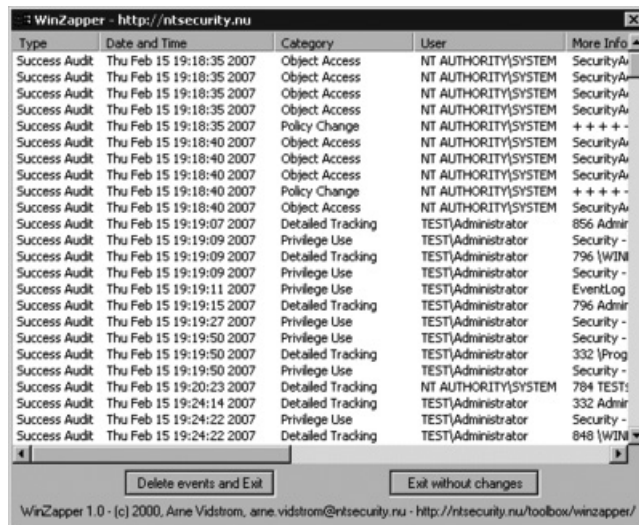 WinZapper - http://ntsecurity.nu
Type Date and Time Category User More Info
Success Audit Thu Feb 15 19:18:35 2007 Object Access NT AUTHORITY\SYSTEM SecurityA
Success Audit Thu Feb 15 19:18:35 2007 Object Access NT AUTHORITY\SYSTEM SecurityA
Success Audit Thu Feb 15 19:18:35 2007 Object Access NT AUTHORITY\SYSTEM SecurityA
Success Audit Thu Feb 15 19:18:35 2007 Object Access NT AUTHORITY\SYSTEM SecurityA
Success Audit Thu Feb 15 19:18:35 2007 Policy Change NT AUTHORITY\SYSTEM + + + + -
Success Audit Thu Feb 15 19:18:40 2007 Object Access NT AUTHORITY\SYSTEM SecurityA
Success Audit Thu Feb 15 19:18:40 2007 Object Access NT AUTHORITY\SYSTEM SecurityA
Success Audit Thu Feb 15 19:18:40 2007 Object Access NT AUTHORITY\SYSTEM SecurityA
Success Audit Thu Feb 15 19:18:40 2007 Policy Change NT AUTHORITY\SYSTEM + + + + -
Success Audit Thu Feb 15 19:18:40 2007 Object Access NT AUTHORITY\SYSTEM SecurityA
Success Audit Thu Feb 15 19:19:07 2007 Detailed Tracking TEST\Administrator 856 Admir
Success Audit Thu Feb 15 19:19:09 2007 Privilege Use TEST\Administrator Security -
Success Audit Thu Feb 15 19:19:09 2007 Detailed Tracking TEST\Administrator 796 \WINI
Success Audit Thu Feb 15 19:19:09 2007 Privilege Use TEST\Administrator Security -
Success Audit Thu Feb 15 19:19:11 2007 Privilege Use TEST\Administrator EventLog
Success Audit Thu Feb 15 19:19:15 2007 Detailed Tracking TEST\Administrator 796 Admir
Success Audit Thu Feb 15 19:19:27 2007 Privilege Use TEST\Administrator Security -
Success Audit Thu Feb 15 19:19:50 2007 Privilege Use TEST\Administrator Security -
Success Audit Thu Feb 15 19:19:50 2007 Detailed Tracking TEST\Administrator 332 \Prog
Success Audit Thu Feb 15 19:19:50 2007 Privilege Use TEST\Administrator Security -
Success Audit Thu Feb 15 19:20:23 2007 Detailed Tracking NT AUTHORITY\SYSTEM 784 TEST:
Success Audit Thu Feb 15 19:24:14 2007 Detailed Tracking TEST\Administrator 332 Admir
Success Audit Thu Feb 15 19:24:22 2007 Privilege Use TEST\Administrator Security -
Success Audit Thu Feb 15 19:24:22 2007 Detailed Tracking TEST\Administrator 848 \WINI
Delete events and Exit Exit without changes
WinZapper 1.0 - (c) 2000, Arne Vidstrom, arne.vidstrom@ntsecurity.nu - http://ntsecurity.nu/toolbox/winzapper/